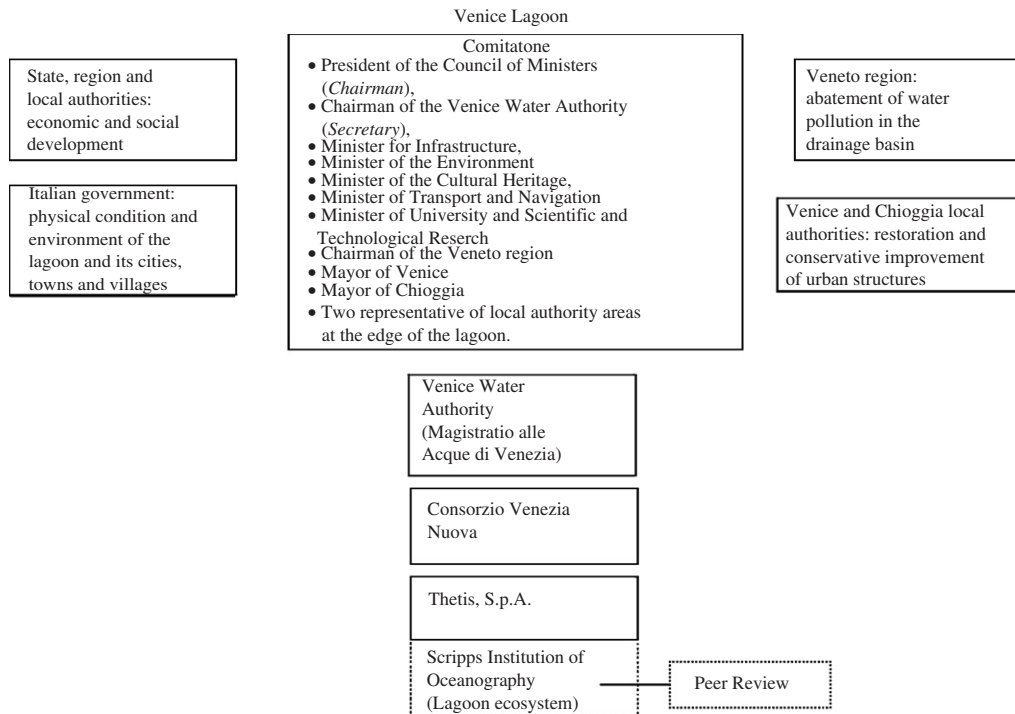 Venice Lagoon
State, region and
local authorities:
economic and social
development
Italian government:
physical condition and
environment of the
lagoon and its cities,
towns and villages
Comitatone
• President of the Council of Ministers
(Chairman),
• Chairman of the Venice Water Authority
(Secretary),
• Minister for Infrastructure,
• Minister of the Environment
• Minister of the Cultural Heritage,
• Minister of Transport and Navigation
• Minister of University and Scientific and
Technological Reserch
• Chairman of the Veneto region
• Mayor of Venice
• Mayor of Chioggia
• Two representative of local authority areas
at the edge of the lagoon.
Veneto region:
abatement of water
pollution in the
drainage basin
Venice and Chioggia local
authorities: restoration and
conservative improvement
of urban structures
Venice Water
Authority
(Magistratio alle
Acque di Venezia)
Consorzio Venezia
Nuova
Thetis, S.p.A.
Scripps Institution of
Oceanography
(Lagoon ecosystem)
Peer Review